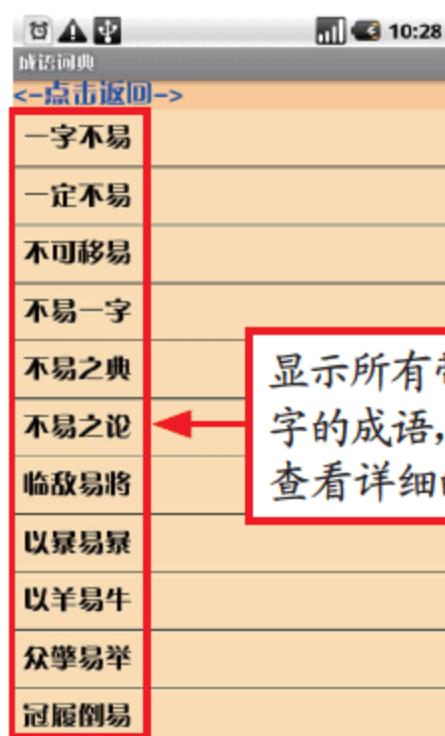 10:28
成语词典
<-点击返回->
一字不易
一定不易
不可移易
不易一字
不易之典
不易之论
临敌易将
以暴易暴
以羊易牛
众擎易举
冠履倒易
显示所有
字的成语，
查看详细